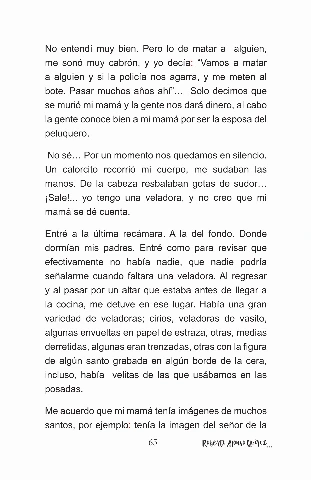 No entendí muy bien. Pero lo de matar a alguien,
me sonó muy cabrón, y yo decía: “Vamos a matar
a alguien y si la policía nos agarra, y me meten al
bote. Pasar muchos años ahí”… Solo decimos que
se murió mi mamá y la gente nos dará dinero, al cabo
la gente conoce bien a mi mamá por ser la esposa del
peluquero.
No sé… Por un momento nos quedamos en silencio.
Un calorcito recorrió mi cuerpo, me sudaban las
manos. De la cabeza resbalaban gotas de sudor…
¡Sale!... yo tengo una veladora, y no creo que mi
mamá se dé cuenta.
Entré a la última recámara. A la del fondo. Donde
dormían mis padres. Entré como para revisar que
efectivamente no había nadie, que nadie podría
señalarme cuando faltara una veladora. Al regresar
y al pasar por un altar que estaba antes de llegar a
la cocina, me detuve en ese lugar. Había una gran
variedad de veladoras; cirios, veladoras de vasito,
algunas envueltas en papel de estraza, otras, medias
derretidas, algunas eran trenzadas, otras con la figura
de algún santo grabada en algún borde de la cera,
incluso, había velitas de las que usábamos en las
posadas.
Me acuerdo que mi mamá tenía imágenes de muchos
santos, por ejemplo: tenía la imagen del señor de la
65